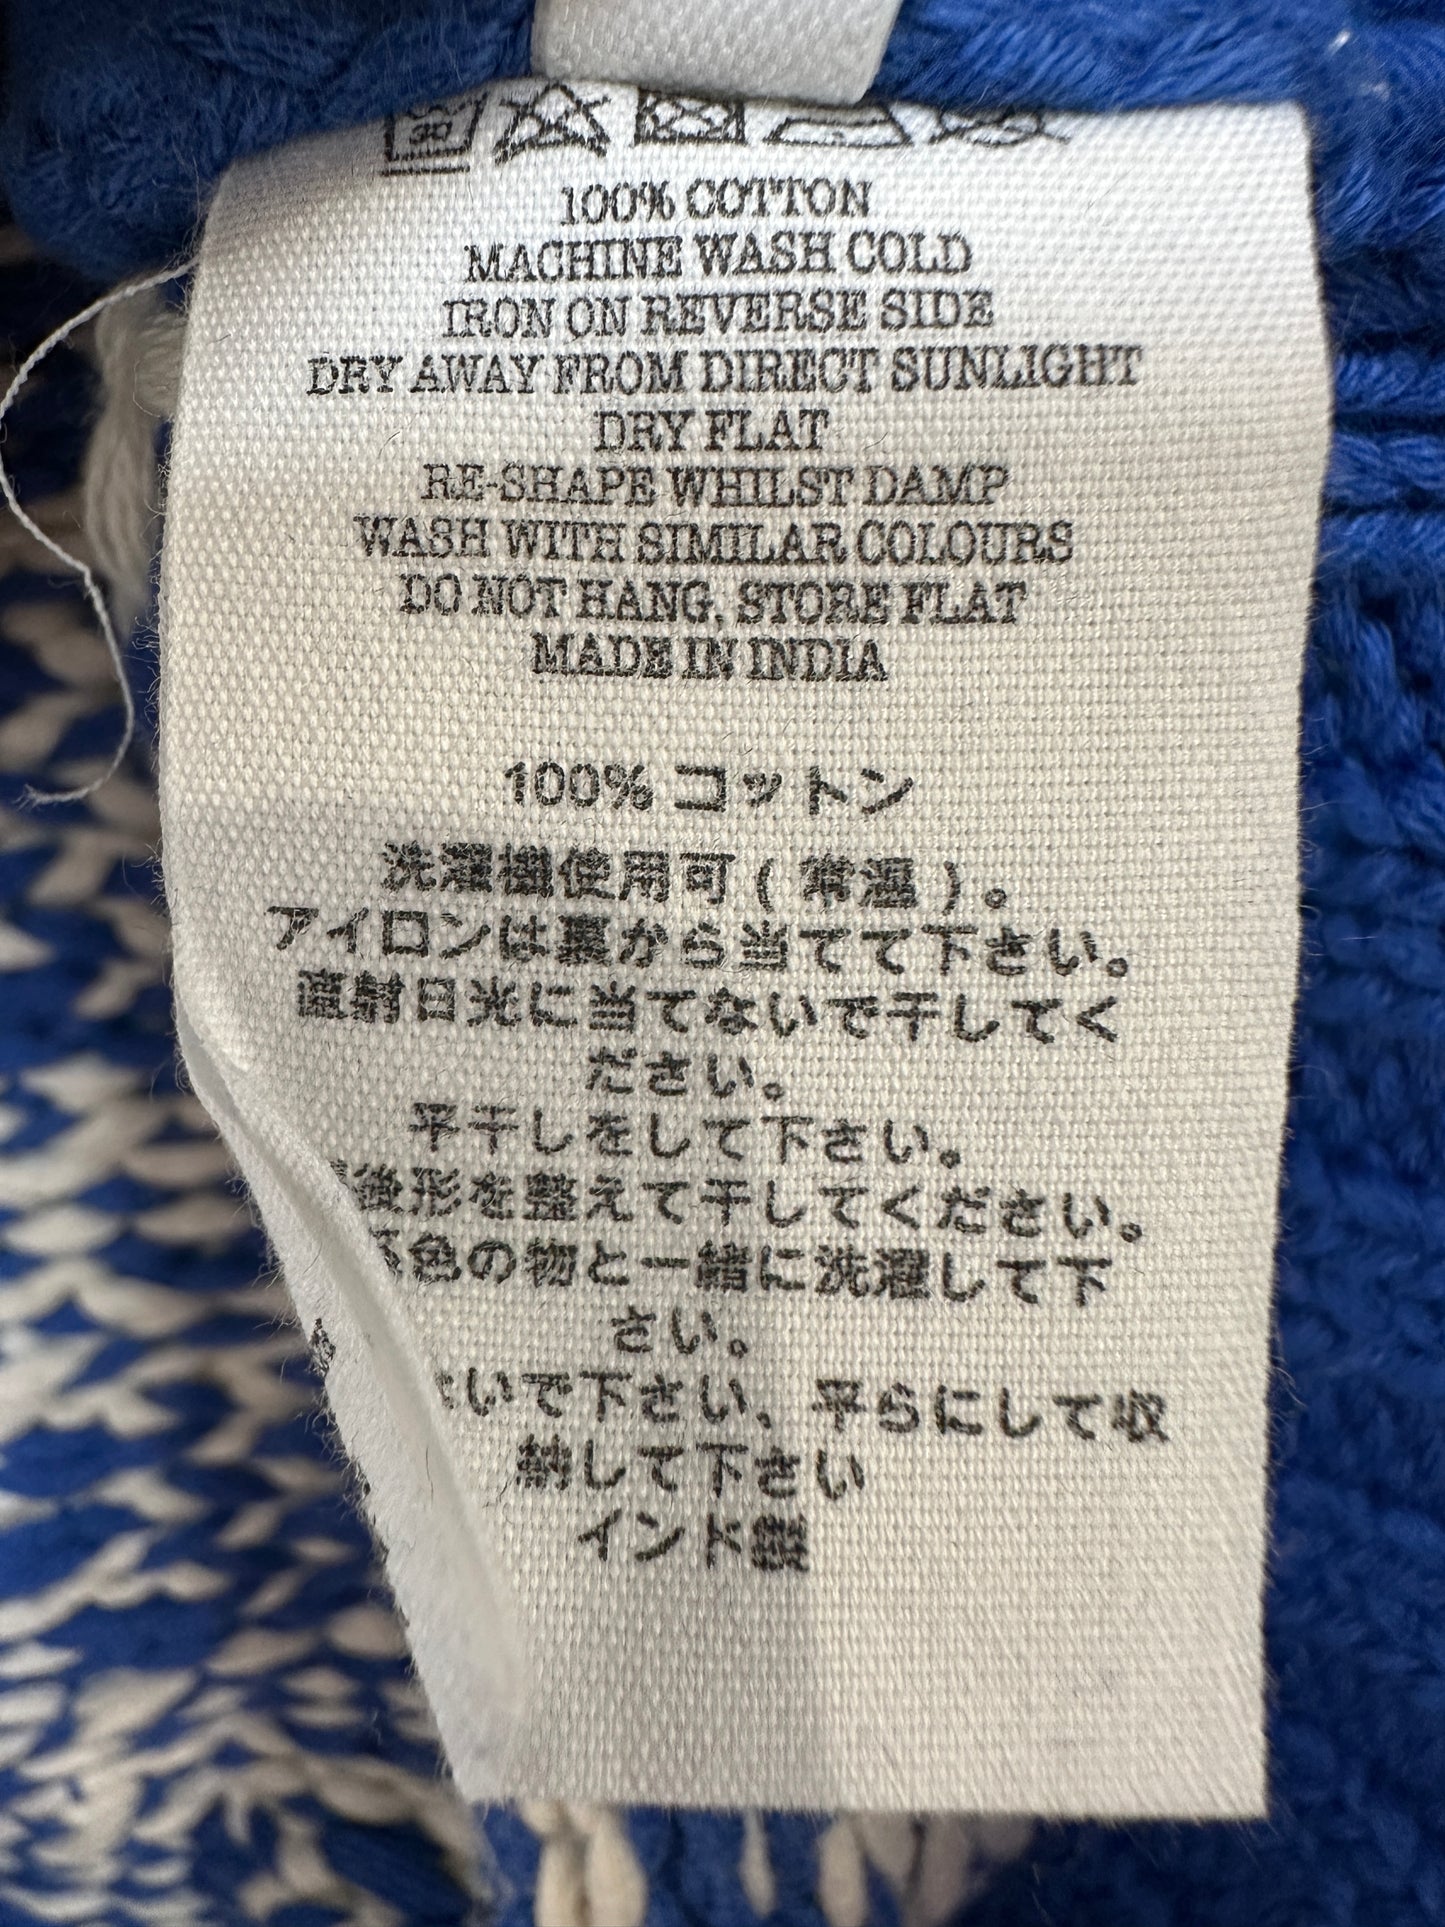 30
100% COTTON
MACHINE WASH COLD
IRON ON REVERSE SIDE
DRY AWAY FROM DIRECT SUNLIGHT
DRY FLAT
RE-SHAPE WHILST DAMP
WASH WITH SIMILAR COLOURS
DO NOT HANG, STORE FLAT
MADE IN INDIA
100% コットン
洗濯機使用可 ( 常温 )。
アイロンは裏から当てて下さい。
直射日光に当てないで干してく
ださい。
平干しをして下さい。
後形を整えて干してください。
色の物と一緒に洗濯して下
さい。
いで下さい、平らにして収
納して下さい
インド製